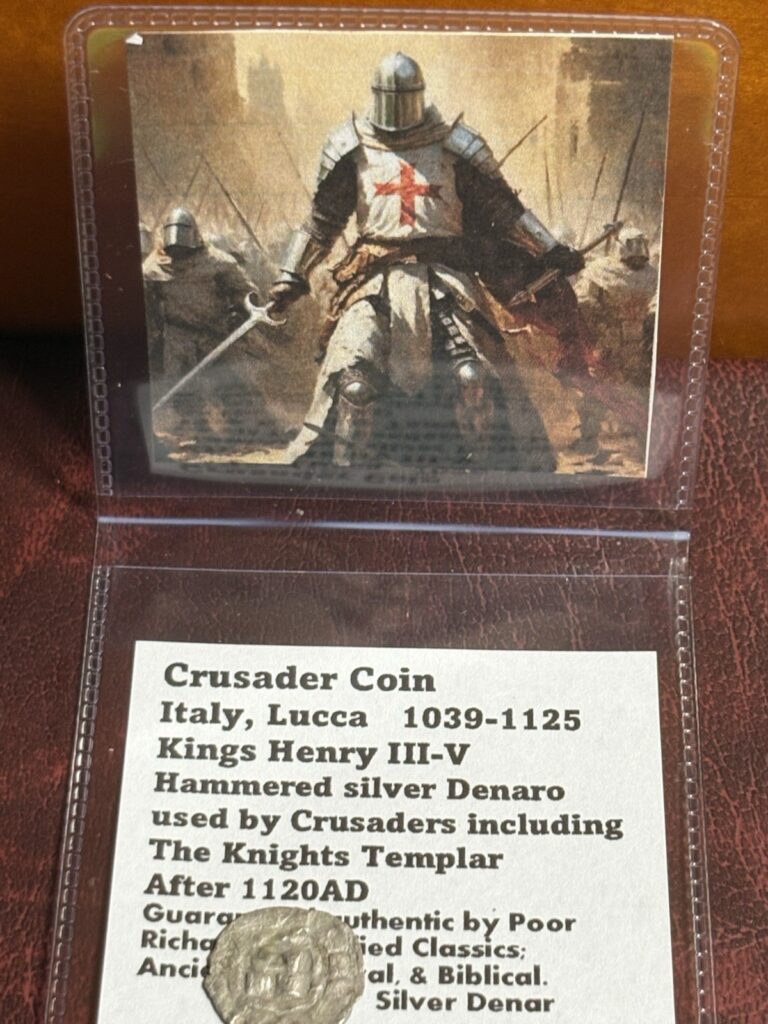 Crusader Coin
Italy, Lucca 1039-1125
Kings Henry III-V
Hammered silver Denaro
used by Crusaders including
The Knights Templar
After 1120AD
by Poor
Classics;
& Biblical.
Silver Denar